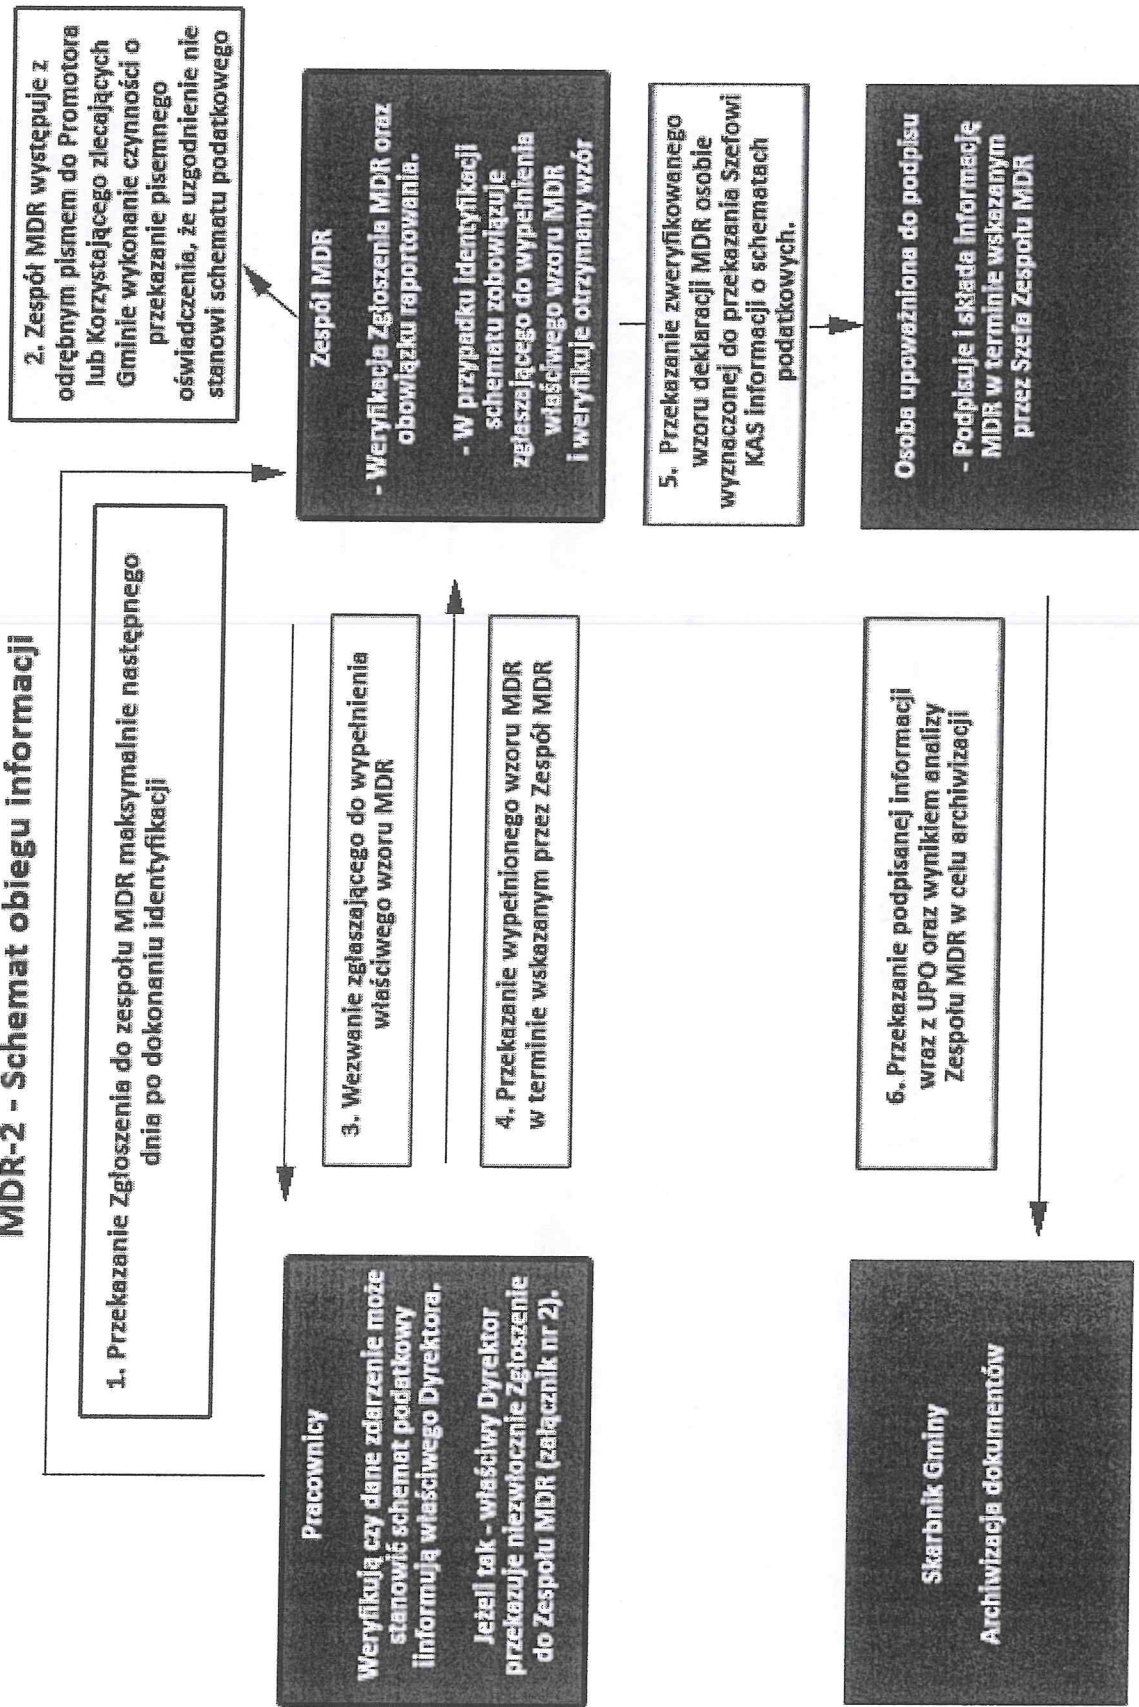 MDR-2 - Schemat obiegu informacji
1. Przekazanie Zgłoszenia do zespołu MDR maksymalnie następnego
dnia po dokonaniu identyfikacji
2. Zespół MDR występuje z
odrębnym pismem do Promotora
lub Korzystającego zlecających
Gminie wykonanie czynności o
przekazanie pisemnego
oświadczenia, że uzgodnienie nie
stanowi schematu podatkowego
Pracownicy
Weryfikują czy dane zdarzenie może
stanowić schemat podatkowy
iinformują właściwego Dyrektora.
Jeżeli tak - właściwy Dyrektor
przekazuje niezwłocznie Zgłoszenie
do Zespołu MDR (załącznik nr 2).
3. Wezwanie zgłaszającego do wypełnienia
właściwego wzoru MDR
4. Przekazanie wypełnionego wzoru MDR
w terminie wskazanym przez Zespół MDR
Zespół MDR
- Weryfikacja Zgłoszenia MDR oraz
obowiązku raportowania.
- W przypadku identyfikacji
schematu zobowiązuje
zgłaszającego do wypełnienia
właściwego wzoru MDR
i weryfikuje otrzymany wzór
5. Przekazanie zweryfikowanego
wzoru deklaracji MDR osobie
wyznaczonej do przekazania Szefowi
KAS informacji o schematach
podatkowych.
Skarbnik Gminy
Archiwizacja dokumentów
6. Przekazanie podpisanej informacji
wraz z UPO oraz wynikiem analizy
Zespołu MDR w celu archiwizacji
Osoba upoważniona do podpisu
- Podpisuje i składa informację
MDR w terminie wskazanym
przez Szefa Zespołu MDR